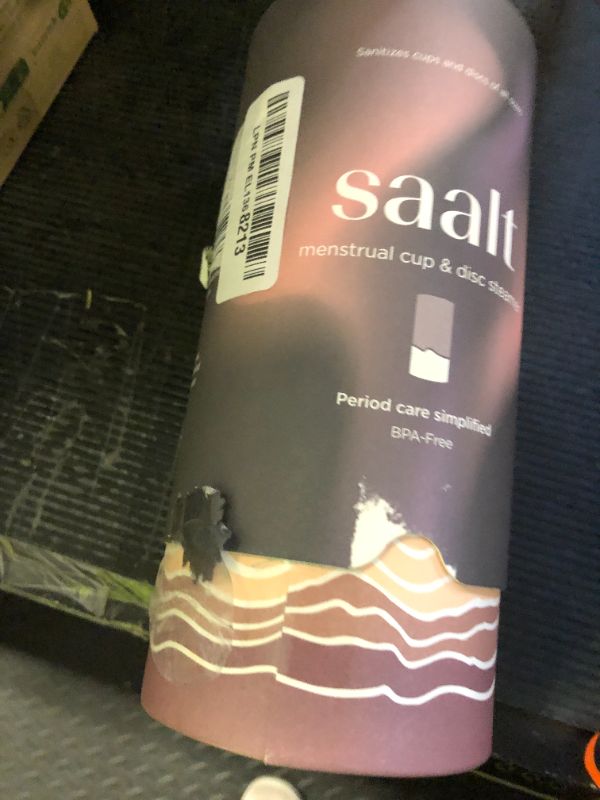 Sanitizes cups and discs of all sizes
LPN PM EL1368213
saalt
menstrual cup & disc steamer
Period care simplified
BPA-Free